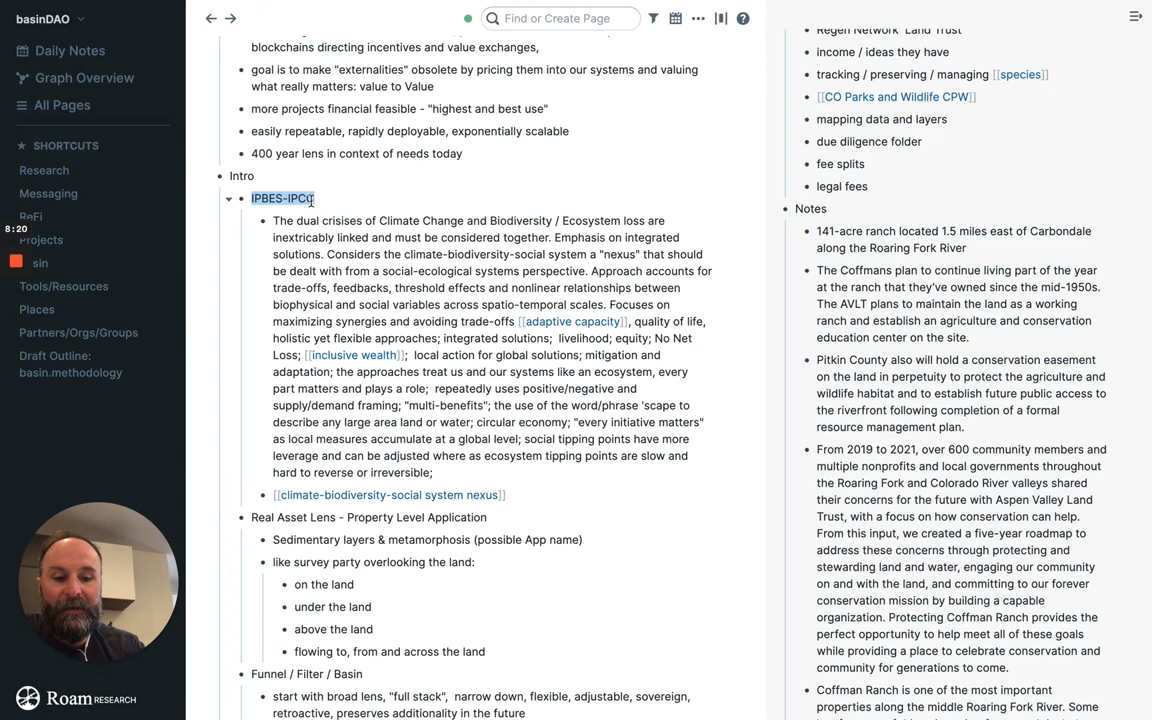 basinDAO
Daily Notes
Graph Overview
All Pages
SHORTCUTS
Research
Messaging
ReFi
8:20
Projects
sin
Tools/Resources
Places
Partners/Orgs/Groups
Draft Outline:
basin.methodology
Roam RESEARCH
Find or Create Page
blockchains directing incentives and value exchanges,
goal is to make "externalities" obsolete by pricing them into our systems and valuing
what really matters: value to Value
more projects financial feasible - "highest and best use"
easily repeatable, rapidly deployable, exponentially scalable
400 year lens in context of needs today
Intro
IPBES-IPCC
The dual crisises of Climate Change and Biodiversity / Ecosystem loss are
inextricably linked and must be considered together. Emphasis on integrated
solutions. Considers the climate-biodiversity-social system a "nexus" that should
be dealt with from a social-ecological systems perspective. Approach accounts for
trade-offs, feedbacks, threshold effects and nonlinear relationships between
biophysical and social variables across spatio-temporal scales. Focuses on
maximizing synergies and avoiding trade-offs [[adaptive capacity]], quality of life,
holistic yet flexible approaches; integrated solutions;  livelihood; equity; No Net
Loss; [[inclusive wealth]];  local action for global solutions; mitigation and
adaptation; the approaches treat us and our systems like an ecosystem, every
part matters and plays a role;  repeatedly uses positive/negative and
supply/demand framing; "multi-benefits"; the use of the word/phrase 'scape to
describe any large area land or water; circular economy; "every initiative matters"
as local measures accumulate at a global level; social tipping points have more
leverage and can be adjusted where as ecosystem tipping points are slow and
hard to reverse or irreversible;
[[climate-biodiversity-social system nexus]]
Real Asset Lens - Property Level Application
Sedimentary layers & metamorphosis (possible App name)
like survey party overlooking the land:
on the land
under the land
above the land
flowing to, from and across the land
Funnel / Filter / Basin
start with broad lens, "full stack",  narrow down, flexible, adjustable, sovereign,
retroactive, preserves additionality in the future
Regen Network Land Trust
income / ideas they have
tracking / preserving / managing [[species]]
[[CO Parks and Wildlife CPW]]
mapping data and layers
due diligence folder
fee splits
legal fees
Notes
141-acre ranch located 1.5 miles east of Carbondale
along the Roaring Fork River
The Coffmans plan to continue living part of the year
at the ranch that they've owned since the mid-1950s.
The AVLT plans to maintain the land as a working
ranch and establish an agriculture and conservation
education center on the site.
Pitkin County also will hold a conservation easement
on the land in perpetuity to protect the agriculture and
wildlife habitat and to establish future public access to
the riverfront following completion of a formal
resource management plan.
From 2019 to 2021, over 600 community members and
multiple nonprofits and local governments throughout
the Roaring Fork and Colorado River valleys shared
their concerns for the future with Aspen Valley Land
Trust, with a focus on how conservation can help.
From this input, we created a five-year roadmap to
address these concerns through protecting and
stewarding land and water, engaging our community
on and with the land, and committing to our forever
conservation mission by building a capable
organization. Protecting Coffman Ranch provides the
perfect opportunity to help meet all of these goals
while providing a place to celebrate conservation and
community for generations to come.
Coffman Ranch is one of the most important
properties along the middle Roaring Fork River. Some